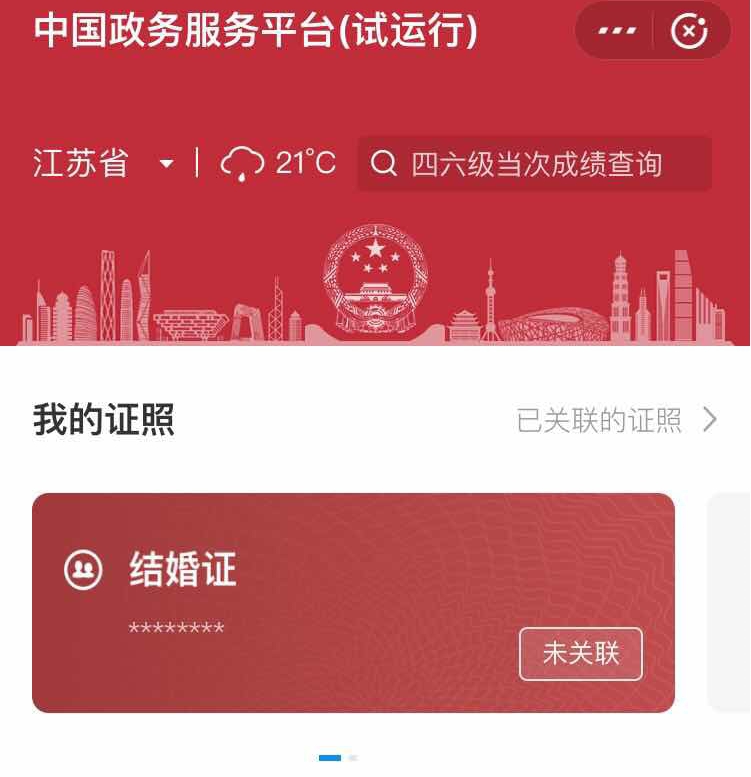 中国政务服务平台(试运行)
江苏省 21°C 四六级当次成绩查询
我的证照 已关联的证照
结婚证
********
未关联